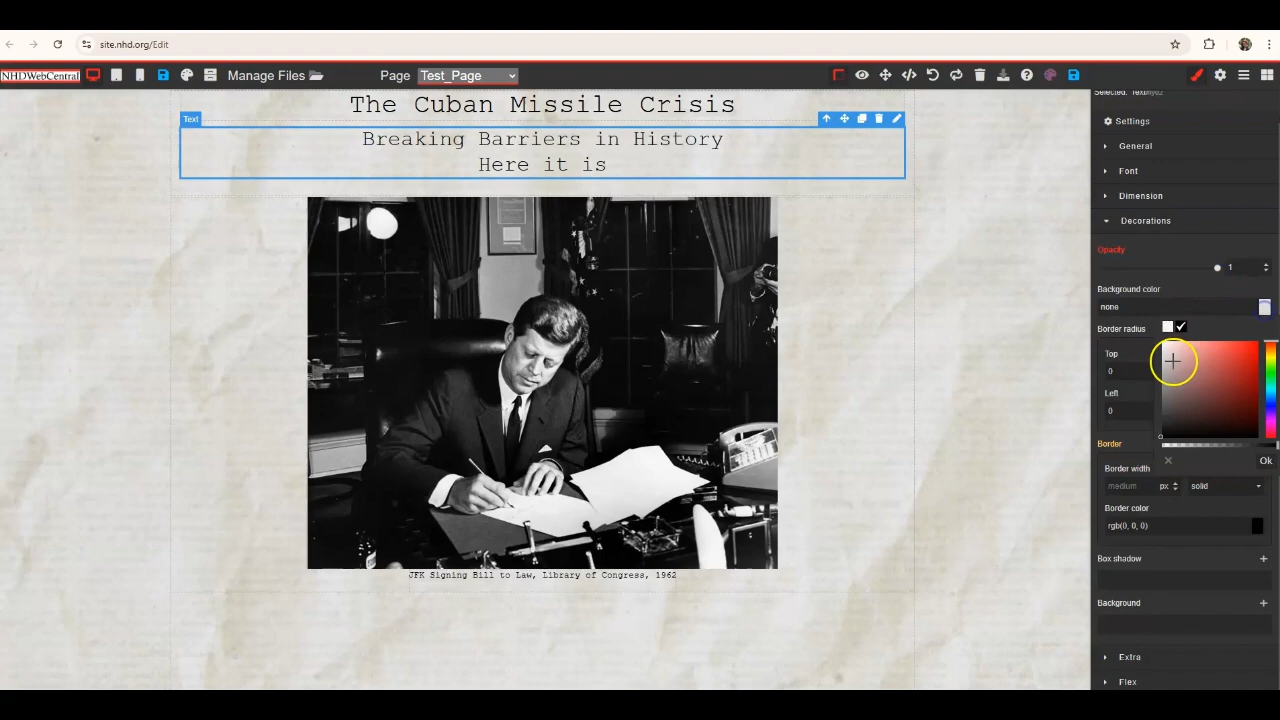 site.nhd.org/Edit
NHDWebCentral
Manage Files
Page
Test_Page
The Cuban Missile Crisis
Text
Breaking Barriers in History
Here it is
JFK Signing Bill to Law, Library of Congress, 1962
Settings
General
Font
Dimension
Decorations
Opacity
1
Background color
none
Border radius
Top
0
Left
0
Ok
Border
Border width
medium px solid
Border color
rgb(0, 0, 0)
Box shadow
Background
Extra
Flex